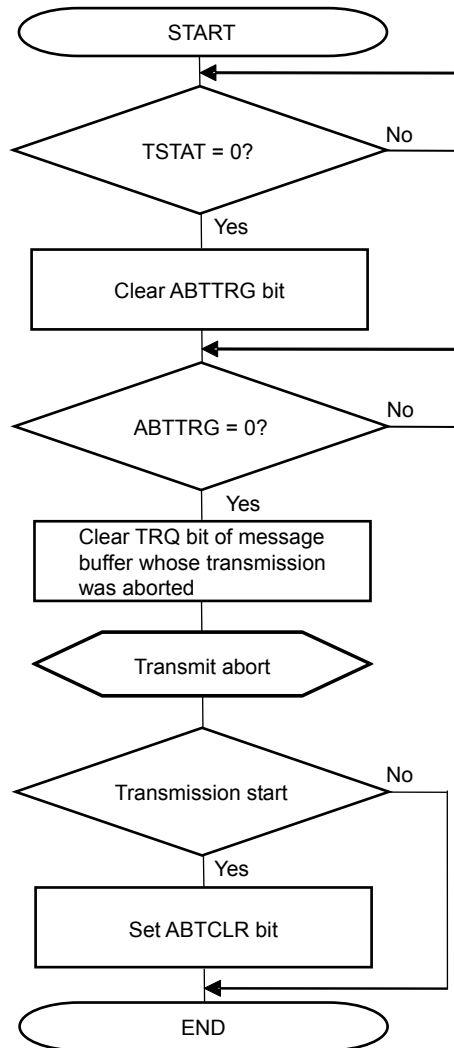 START
TSTAT = 0?
No
Yes
Clear ABTTRG bit
ABTTRG = 0?
No
Yes
Clear TRQ bit of message
buffer whose transmission
was aborted
Transmit abort
Transmission start
No
Yes
Set ABTCLR bit
END